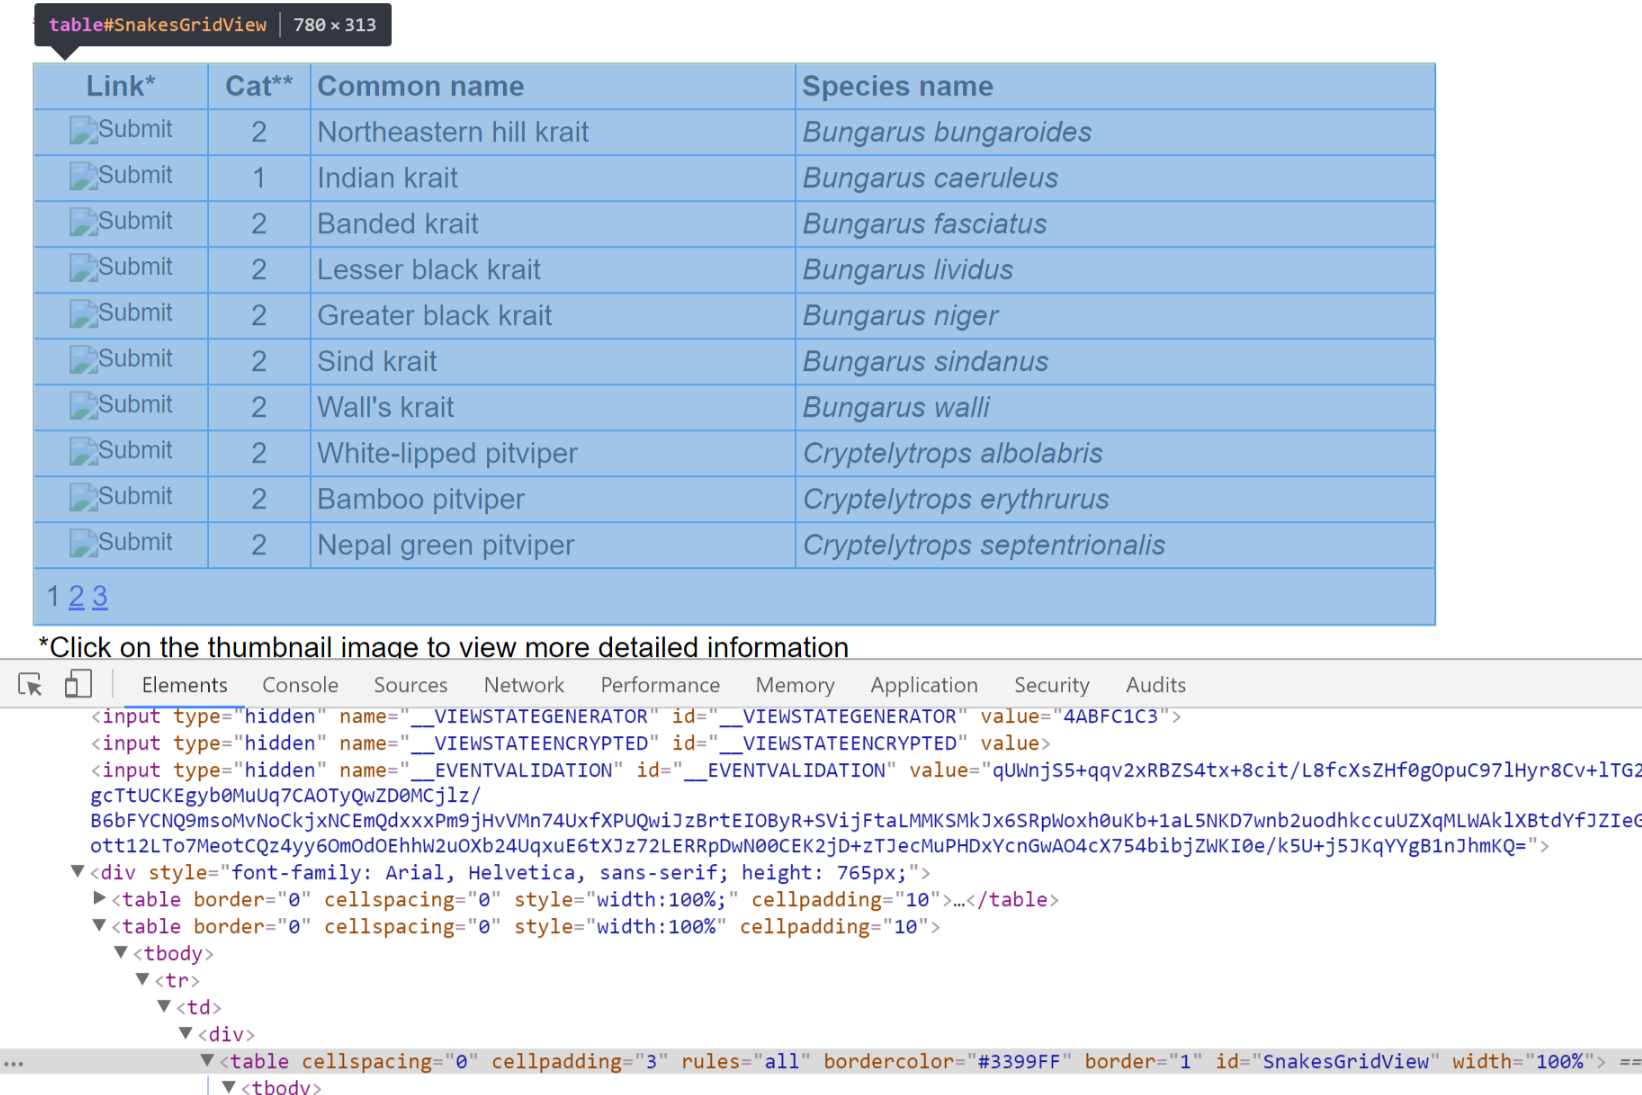 table#SnakesGridView 780 × 313
Link* Cat** Common name Species name
Submit 2 Northeastern hill krait Bungarus bungaroides
Submit 1 Indian krait Bungarus caeruleus
Submit 2 Banded krait Bungarus fasciatus
Submit 2 Lesser black krait Bungarus lividus
Submit 2 Greater black krait Bungarus niger
Submit 2 Sind krait Bungarus sindanus
Submit 2 Wall's krait Bungarus walli
Submit 2 White-lipped pitviper Cryptelytrops albolabris
Submit 2 Bamboo pitviper Cryptelytrops erythrurus
Submit 2 Nepal green pitviper Cryptelytrops septentrionalis
1 2 3
*Click on the thumbnail image to view more detailed information
Elements Console Sources Network Performance Memory Application Security Audits
<input type="hidden" name="__VIEWSTATEGENERATOR" id="__VIEWSTATEGENERATOR" value="4ABFC1C3">
<input type="hidden" name="__VIEWSTATEENCRYPTED" id="__VIEWSTATEENCRYPTED" value>
<input type="hidden" name="__EVENTVALIDATION" id="__EVENTVALIDATION" value="qUWnjS5+qqv2xRBZS4tx+8cit/L8fcXsZHf0gOpuC97lHyr8Cv+lTG2
gcTtUCKEgyb0MuUq7CAOTyQwZD0MCjlz/
B6bFYCNQ9msoMvNoCkjxNCEmQdxxxPm9jHvVMn74UxfXPUQwiJzBrtEIOByR+SVijFtaLMMKSMkJx6SRpWoxh0uKb+1aL5NKD7wnb2uodhkccuUZXqMLWAklXBtdYfJZIeG
ott12LTo7MeotCQz4yy6OmOdOEhhW2uOXb24UqxuE6tXJz72LERRpDwN00CEK2jD+zTJecMuPHDxYcnGwAO4cX754bibjZWKI0e/k5U+j5JKqYYgB1nJhmKQ=">
<div style="font-family: Arial, Helvetica, sans-serif; height: 765px;">
<table border="0" cellspacing="0" style="width:100%;" cellpadding="10">…</table>
<table border="0" cellspacing="0" style="width:100%" cellpadding="10">
<tbody>
<tr>
<td>
<div>
<table cellspacing="0" cellpadding="3" rules="all" bordercolor="#3399FF" border="1" id="SnakesGridView" width="100%"> ==
<tbody>